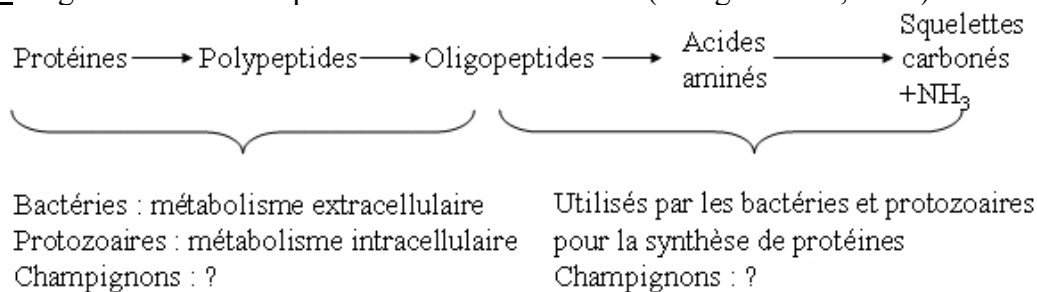 Protéines → Polypeptides → Oligopeptides → Acides aminés → Squelettes carbonés +NH3
Bactéries : métabolisme extracellulaire
Protozoaires : métabolisme intracellulaire
Champignons : ?
Utilisés par les bactéries et protozoaires
pour la synthèse de protéines
Champignons : ?